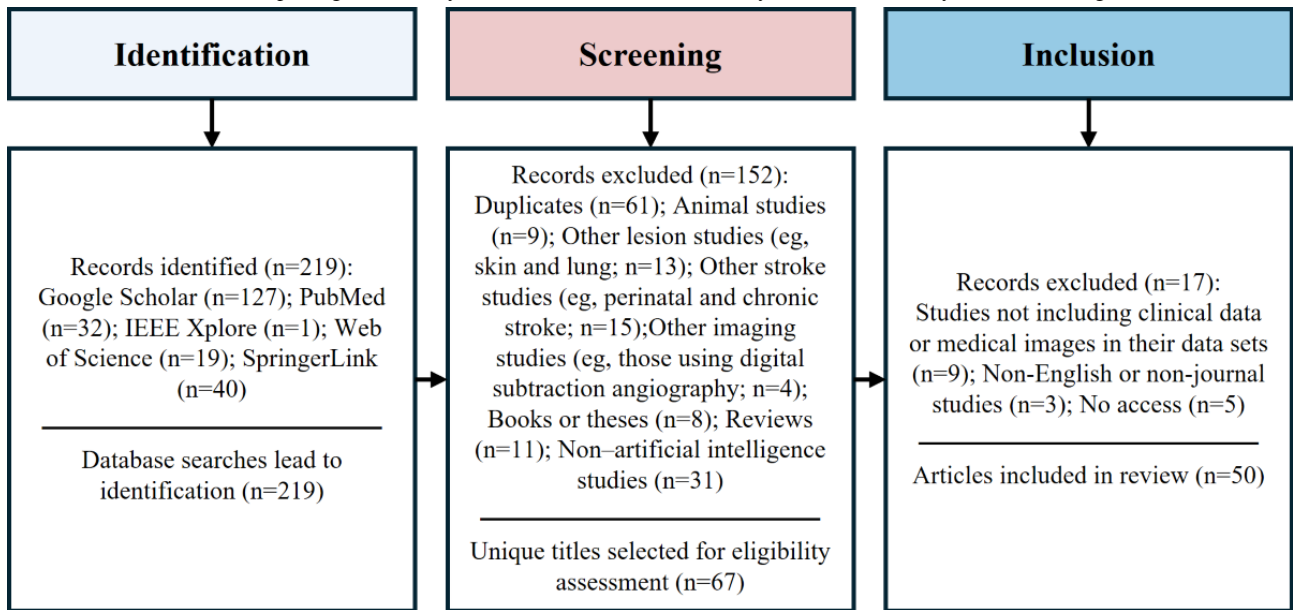 Identification
Records identified (n=219):
Google Scholar (n=127); PubMed
(n=32); IEEE Xplore (n=1); Web
of Science (n=19); SpringerLink
(n=40)
Database searches lead to
identification (n=219)
Screening
Records excluded (n=152):
Duplicates (n=61); Animal studies
(n=9); Other lesion studies (eg,
skin and lung; n=13); Other stroke
studies (eg, perinatal and chronic
stroke; n=15);Other imaging
studies (eg, those using digital
subtraction angiography; n=4);
Books or theses (n=8); Reviews
(n=11); Non–artificial intelligence
studies (n=31)
Unique titles selected for eligibility
assessment (n=67)
Inclusion
Records excluded (n=17):
Studies not including clinical data
or medical images in their data sets
(n=9); Non-English or non-journal
studies (n=3); No access (n=5)
Articles included in review (n=50)